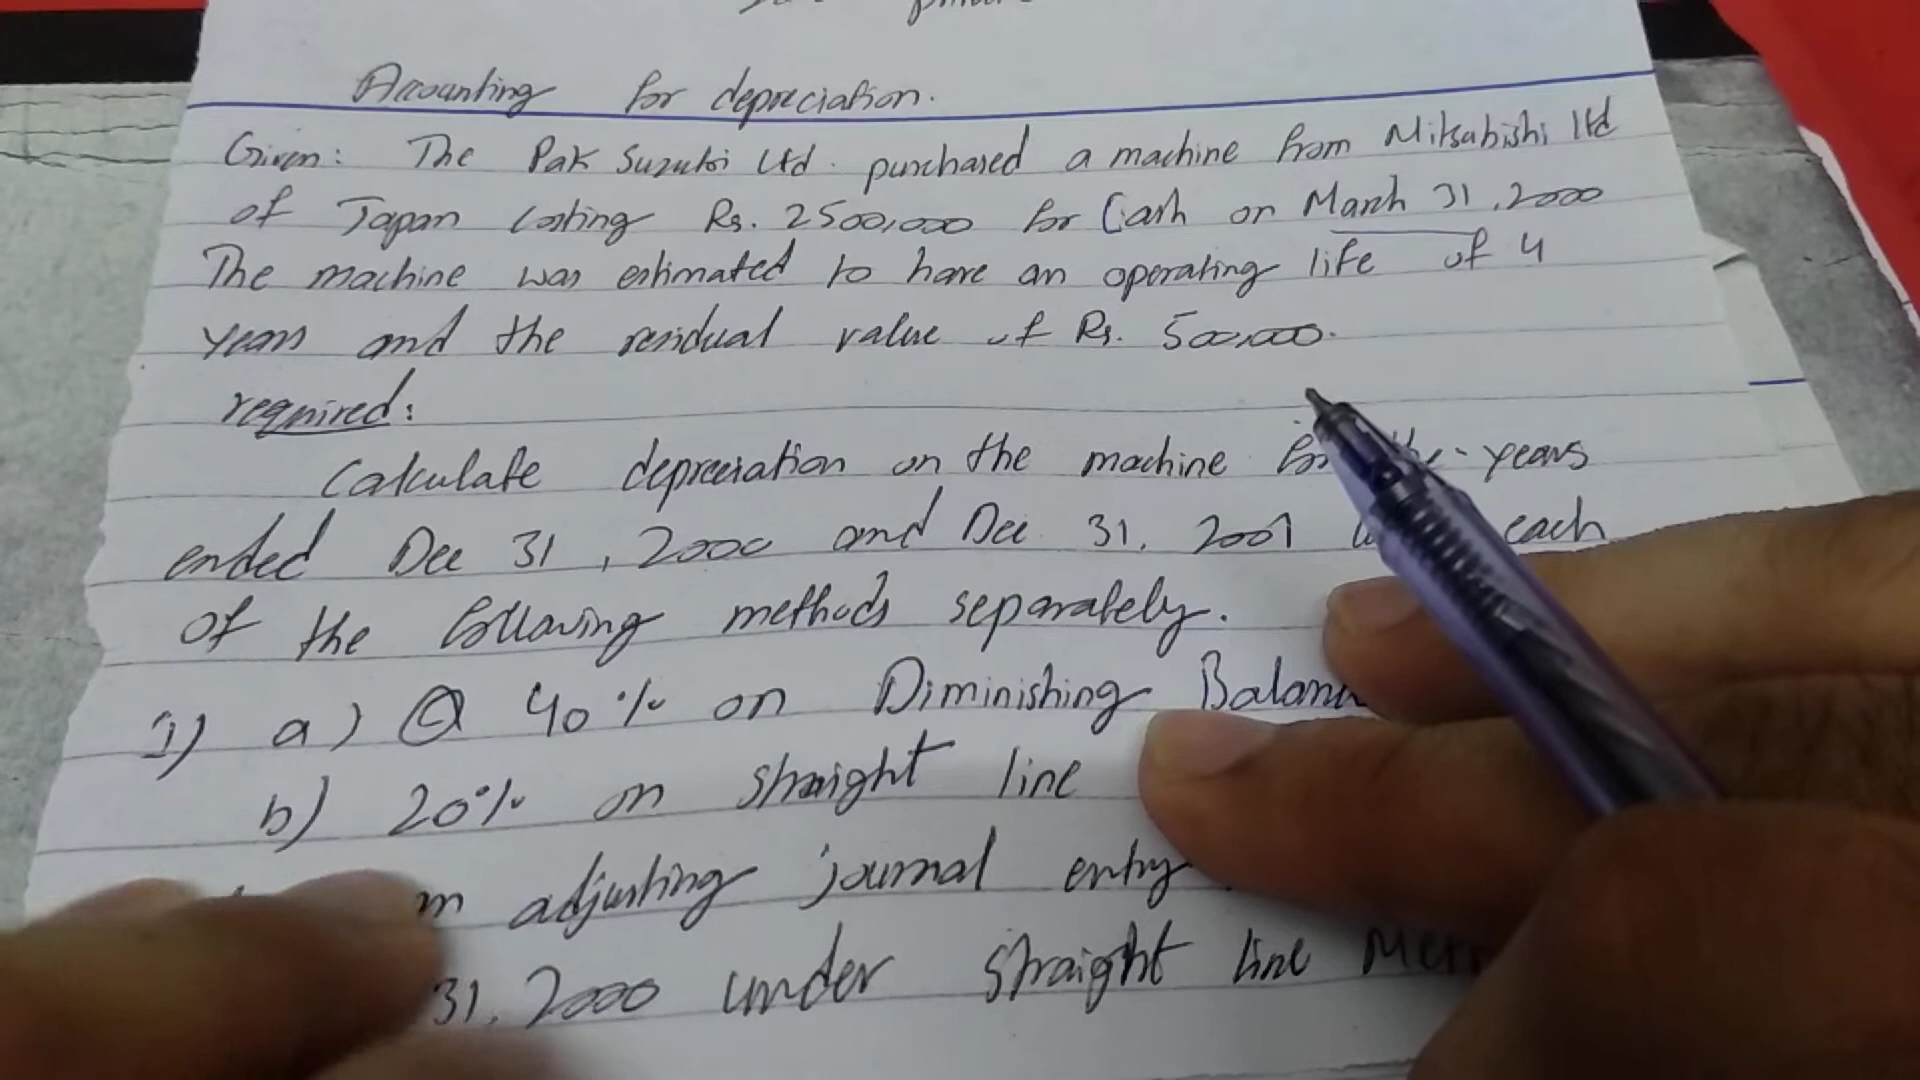 Accounting for depreciation.
Given: The Pak Suzuki Ltd. purchased a machine from Mitsabishi ltd
of Japan costing Rs. 2500,000 for Cash on March 31, 2000
The machine was estimated to have an operating life of 4
years and the residual value of Rs. 500,000.
required:
Calculate depreciation on the machine years
ended Dec 31, 2000 and Dec. 31, 2001 each
of the following methods separately.
1) a) @ 40% on Diminishing
b) 20% on straight line
adjusting journal entry
31, 2000 under straight line